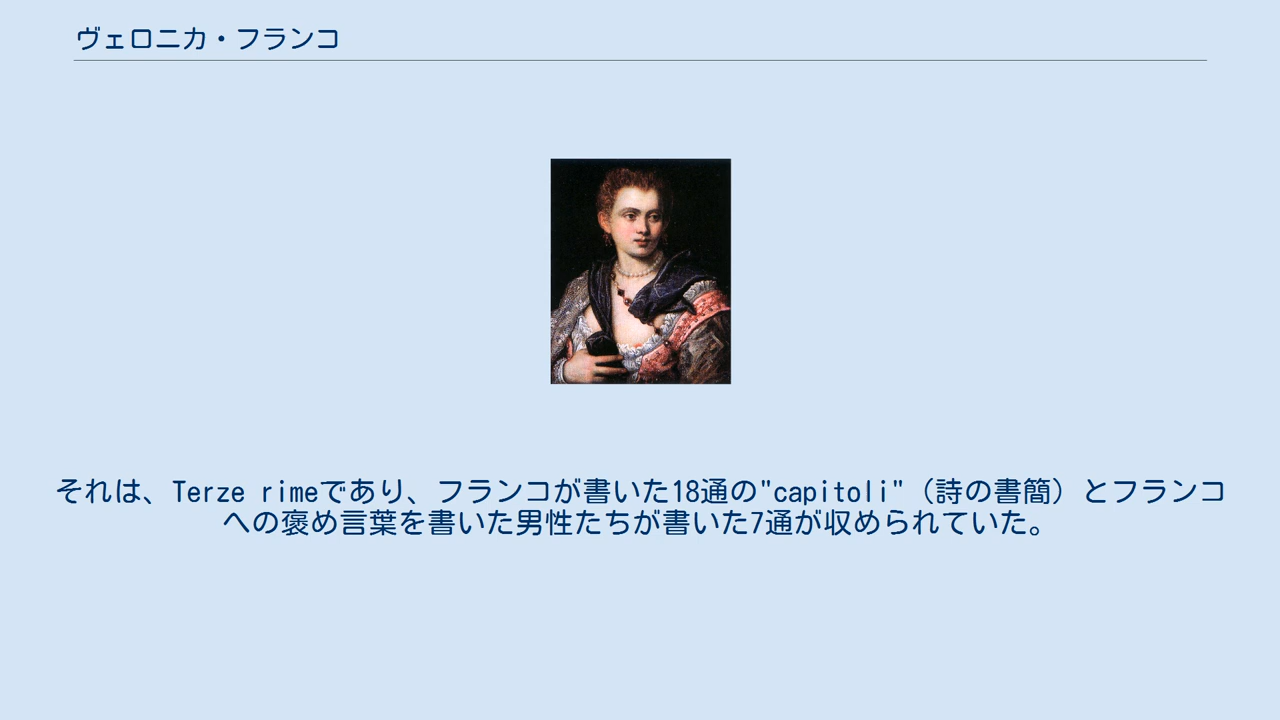 ヴェロニカ・フランコ
それは、Terze rimeであり、フランコが書いた18通の"capitoli"（詩の書簡）とフランコ
への褒め言葉を書いた男性たちが書いた7通が収められていた。